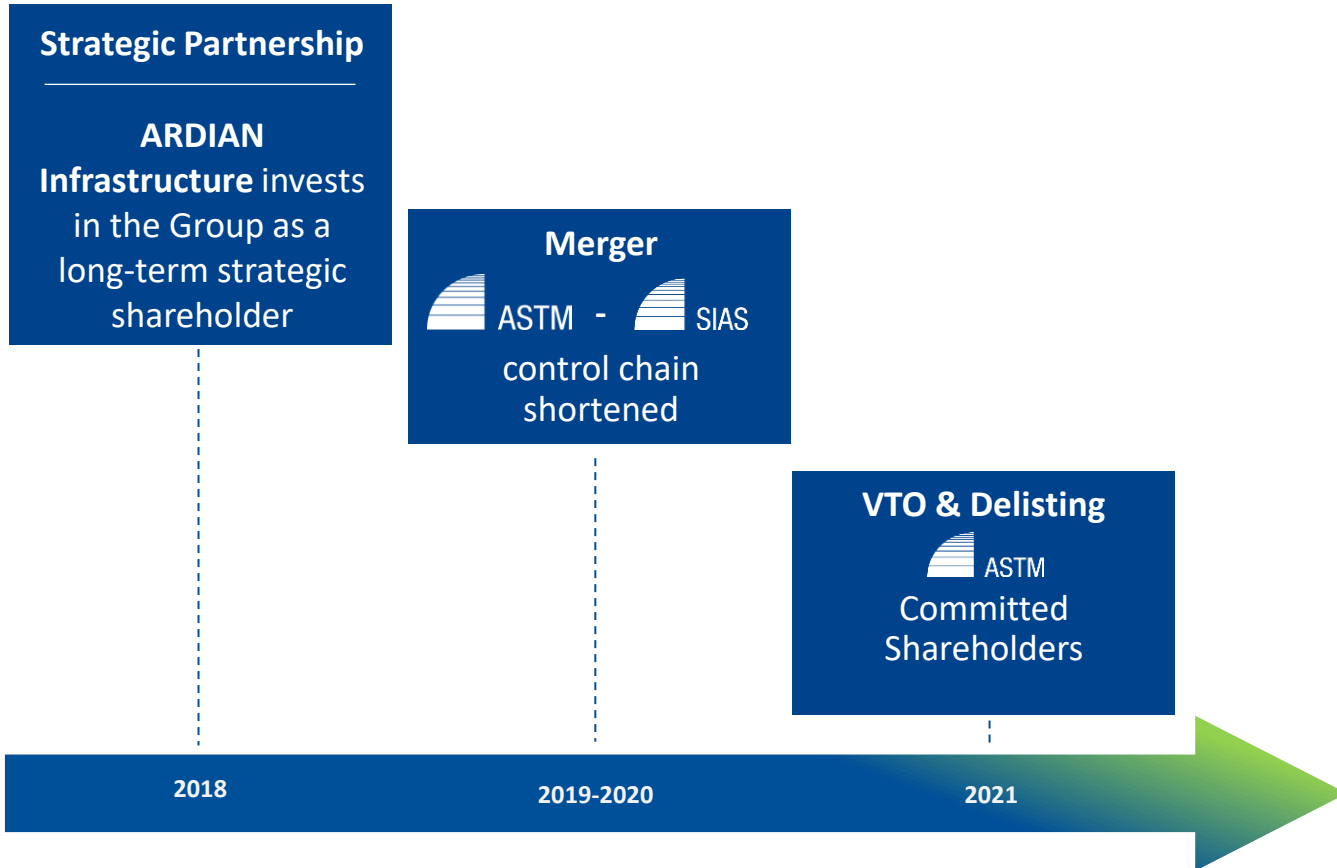 Strategic Partnership
ARDIAN
Infrastructure invests
in the Group as a
long-term strategic
shareholder
Merger
ASTM - SIAS
control chain
shortened
VTO & Delisting
ASTM
Committed
Shareholders
2018
2019-2020
2021